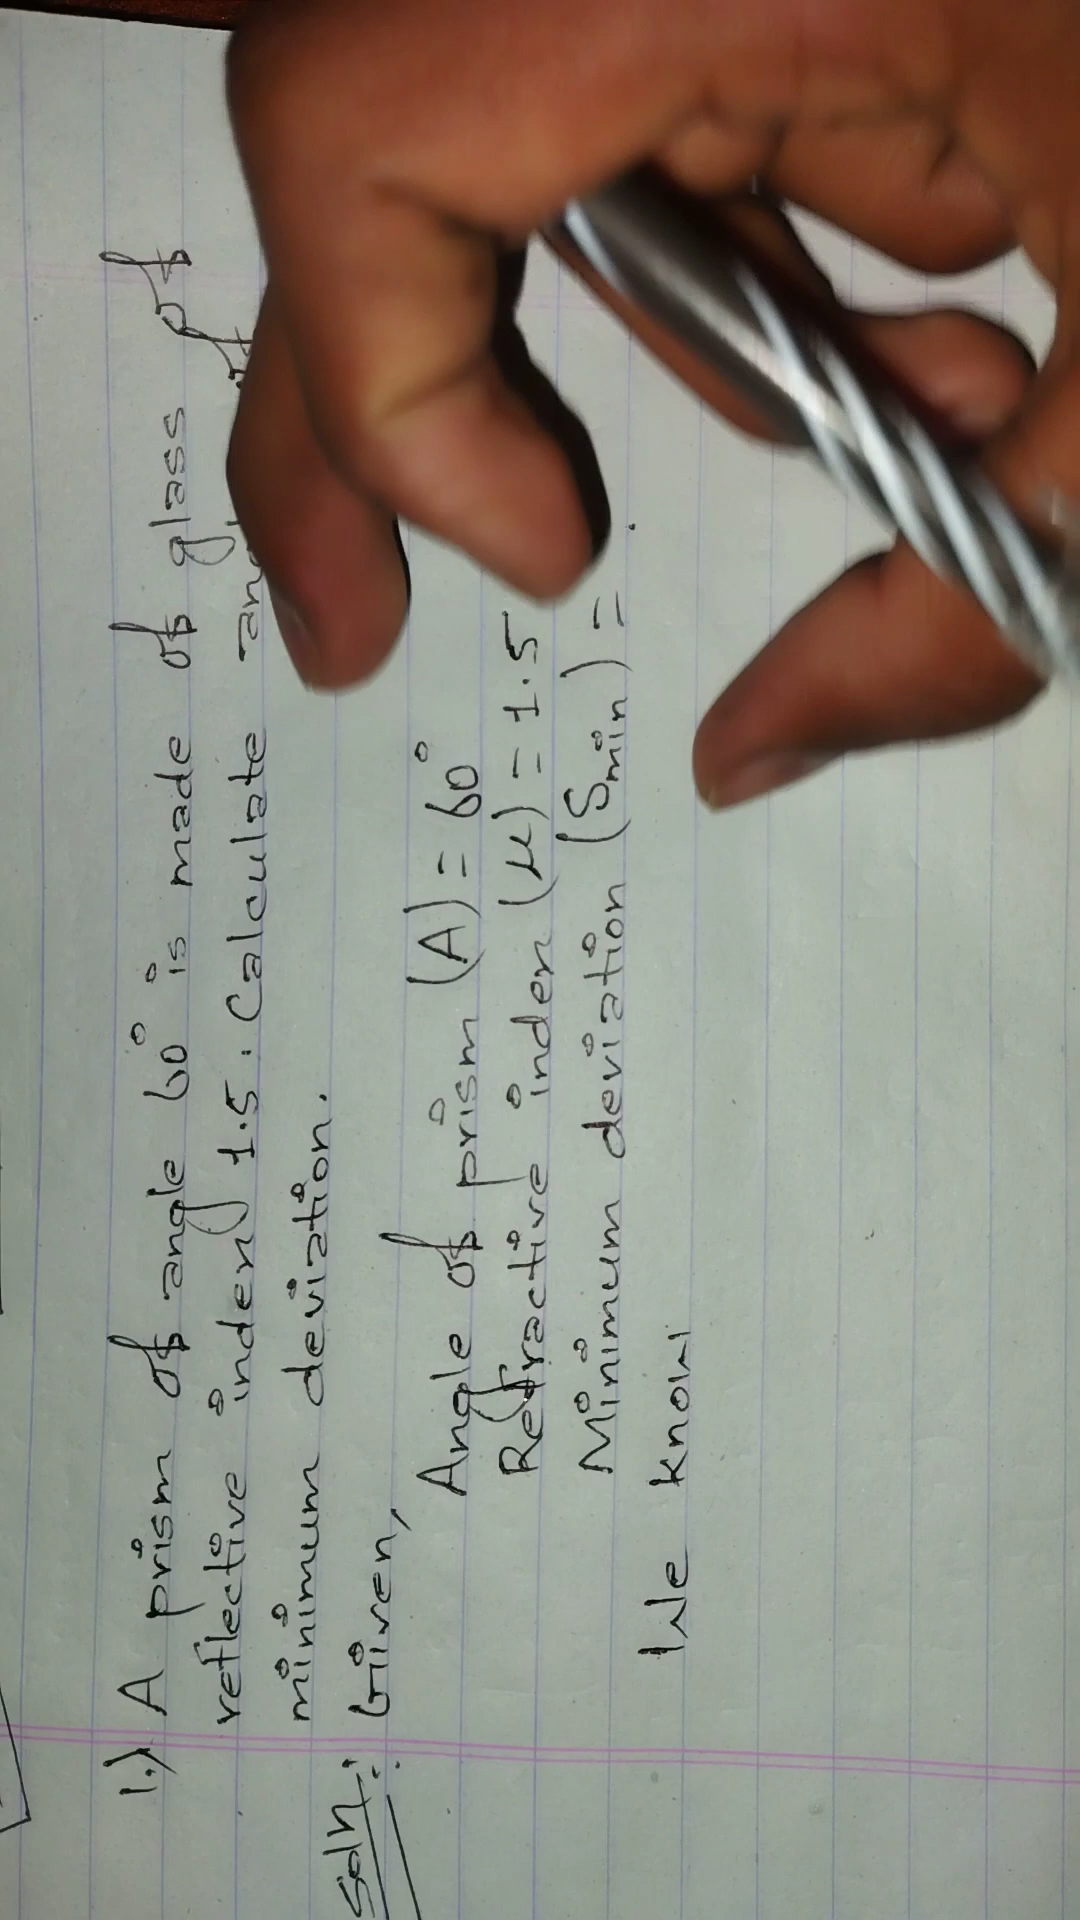 1.) A prism of angle 60° is made of glass of
reflective index 1.5. Calculate of
minimum deviation.
Soln: Given,
Angle of prism (A) = 60°
Refractive index (μ) = 1.5
Minimum deviation (δmin) =
We know